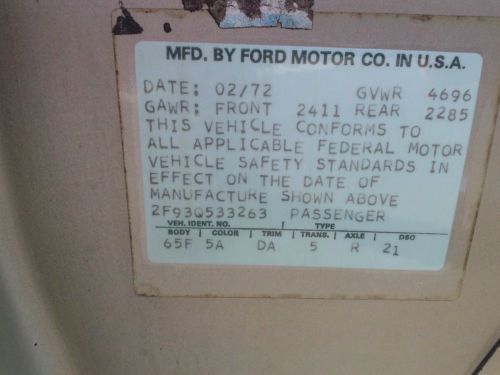 MFD. BY FORD MOTOR CO. IN U.S.A.
DATE: 02/72 GVWR 4696
GAWR: FRONT 2411 REAR 2285
THIS VEHICLE CONFORMS TO
ALL APPLICABLE FEDERAL MOTOR
VEHICLE SAFETY STANDARDS IN
EFFECT ON THE DATE OF
MANUFACTURE SHOWN ABOVE
2F93Q533263 PASSENGER
VEH. IDENT. NO. TYPE
BODY | COLOR | TRIM | TRANS. | AXLE | DSO
65F 5A DA 5 R 21